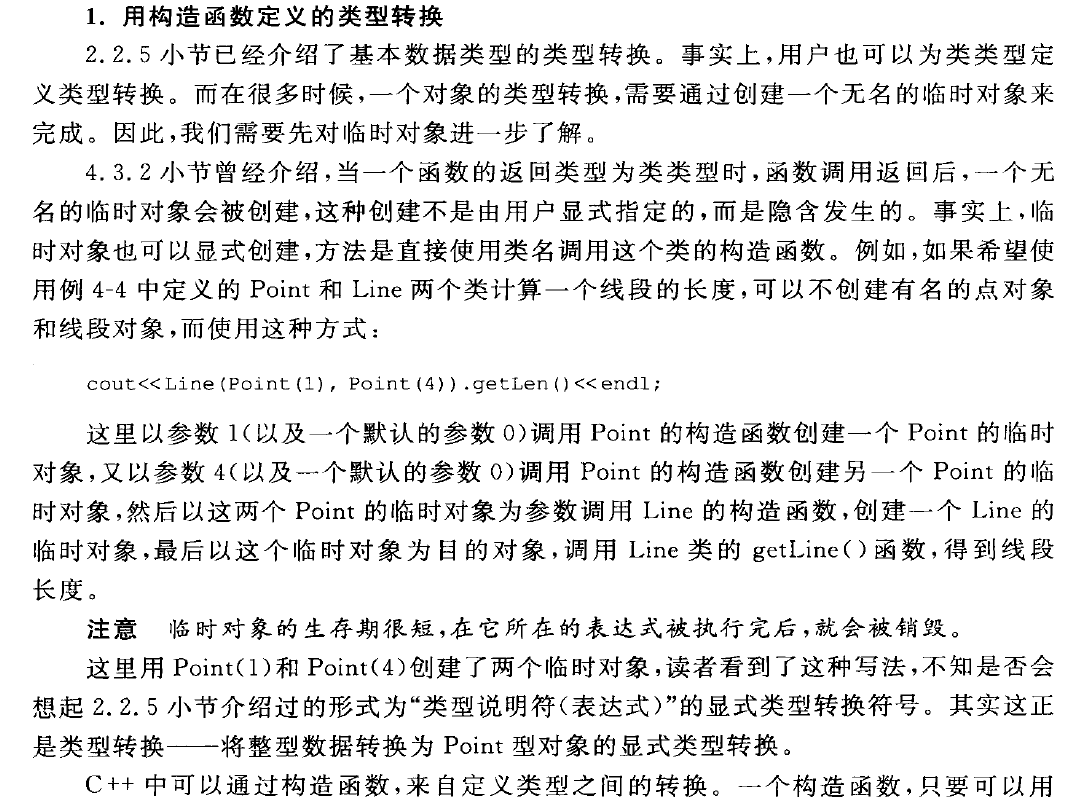 1. 用构造函数定义的类型转换
2.2.5 小节已经介绍了基本数据类型的类型转换。事实上,用户也可以为类类型定
义类型转换。而在很多时候,一个对象的类型转换,需要通过创建一个无名的临时对象来
完成。因此,我们需要先对临时对象进一步了解。
4.3.2 小节曾经介绍,当一个函数的返回类型为类类型时,函数调用返回后,一个无
名的临时对象会被创建,这种创建不是由用户显式指定的,而是隐含发生的。事实上,临
时对象也可以显式创建,方法是直接使用类名调用这个类的构造函数。例如,如果希望使
用例 4-4 中定义的 Point 和 Line 两个类计算一个线段的长度,可以不创建有名的点对象
和线段对象,而使用这种方式:
cout<<Line(Point(1), Point(4)).getLen()<<endl;
这里以参数 1(以及一个默认的参数 0)调用 Point 的构造函数创建一个 Point 的临时
对象,又以参数 4(以及一个默认的参数 0)调用 Point 的构造函数创建另一个 Point 的临
时对象,然后以这两个 Point 的临时对象为参数调用 Line 的构造函数,创建一个 Line 的
临时对象,最后以这个临时对象为目的对象,调用 Line 类的 getLine()函数,得到线段
长度。
注意 临时对象的生存期很短,在它所在的表达式被执行完后,就会被销毁。
这里用 Point(1)和 Point(4)创建了两个临时对象,读者看到了这种写法,不知是否会
想起 2.2.5 小节介绍过的形式为“类型说明符(表达式)”的显式类型转换符号。其实这正
是类型转换——将整型数据转换为 Point 型对象的显式类型转换。
C++ 中可以通过构造函数,来自定义类型之间的转换。一个构造函数,只要可以用